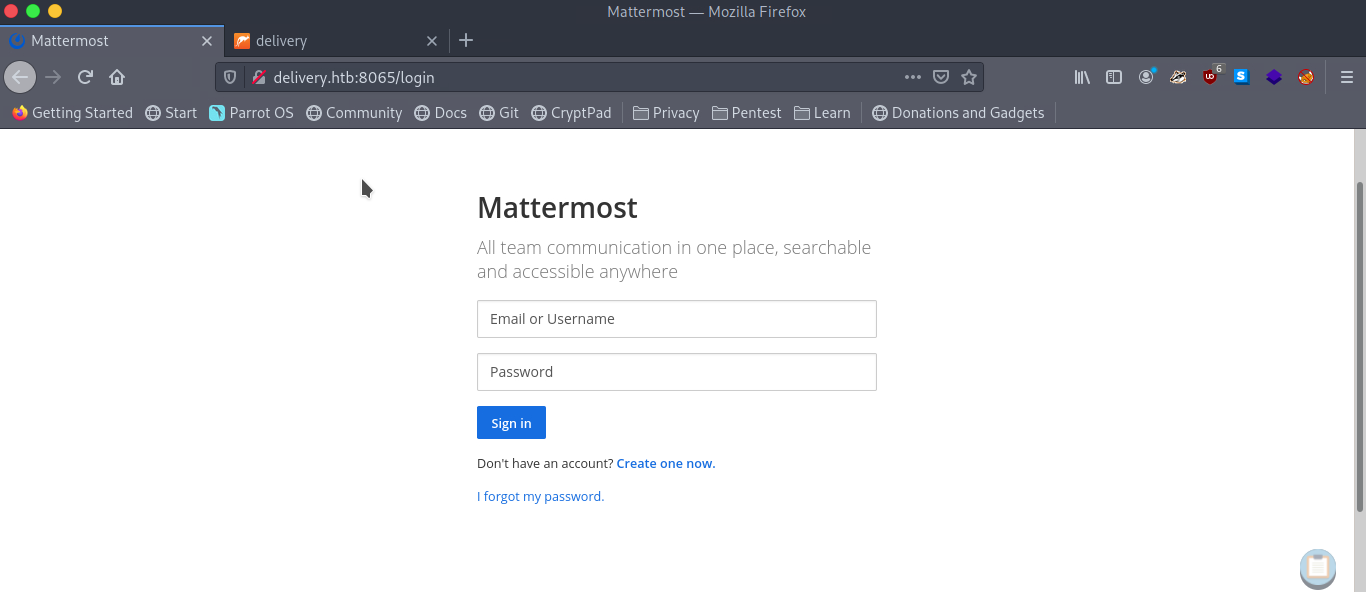 Mattermost — Mozilla Firefox
Mattermost
delivery
delivery.htb:8065/login
6
UD
S
Getting Started Start Parrot OS Community Docs Git CryptPad Privacy Pentest Learn Donations and Gadgets
Mattermost
All team communication in one place, searchable
and accessible anywhere
Email or Username
Password
Sign in
Don't have an account? Create one now.
I forgot my password.